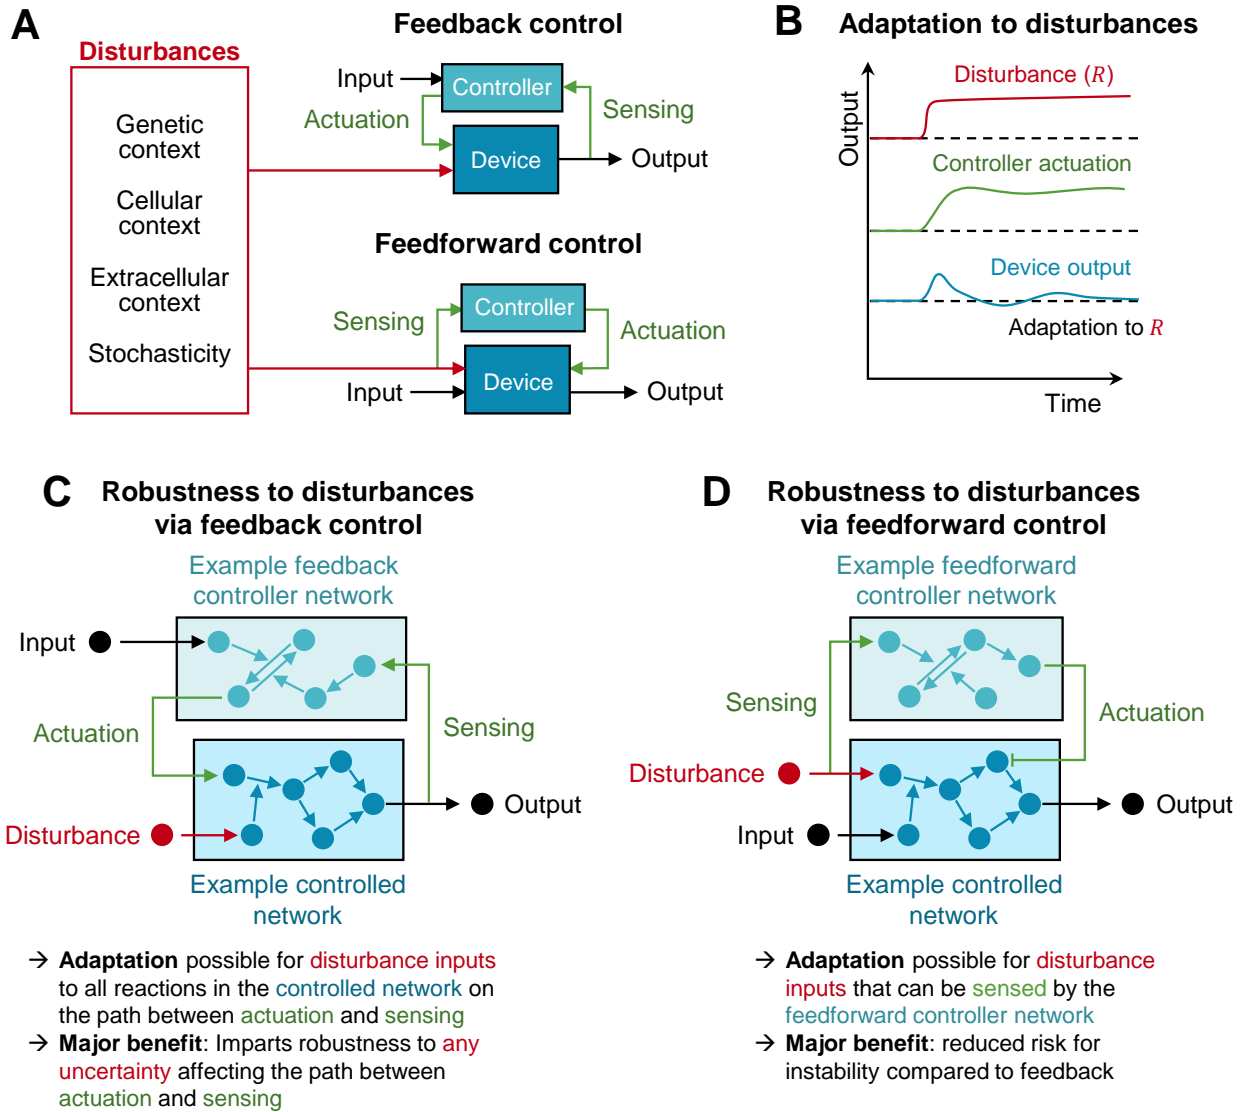 A
Disturbances
Genetic
context
Cellular
context
Extracellular
context
Stochasticity
Feedback control
Input
Controller
Actuation
Sensing
Device
Output
Feedforward control
Controller
Sensing
Actuation
Device
Input
Output
B
Adaptation to disturbances
Output
Disturbance (R)
Controller actuation
Device output
Adaptation to R
Time
C
Robustness to disturbances
via feedback control
Example feedback
controller network
Input
Actuation
Sensing
Output
Disturbance
Example controlled
network
→ Adaptation possible for disturbance inputs
to all reactions in the controlled network on
the path between actuation and sensing
→ Major benefit: Imparts robustness to any
uncertainty affecting the path between
actuation and sensing
D
Robustness to disturbances
via feedforward control
Example feedforward
controller network
Sensing
Actuation
Disturbance
Output
Input
Example controlled
network
→ Adaptation possible for disturbance
inputs that can be sensed by the
feedforward controller network
→ Major benefit: reduced risk for
instability compared to feedback